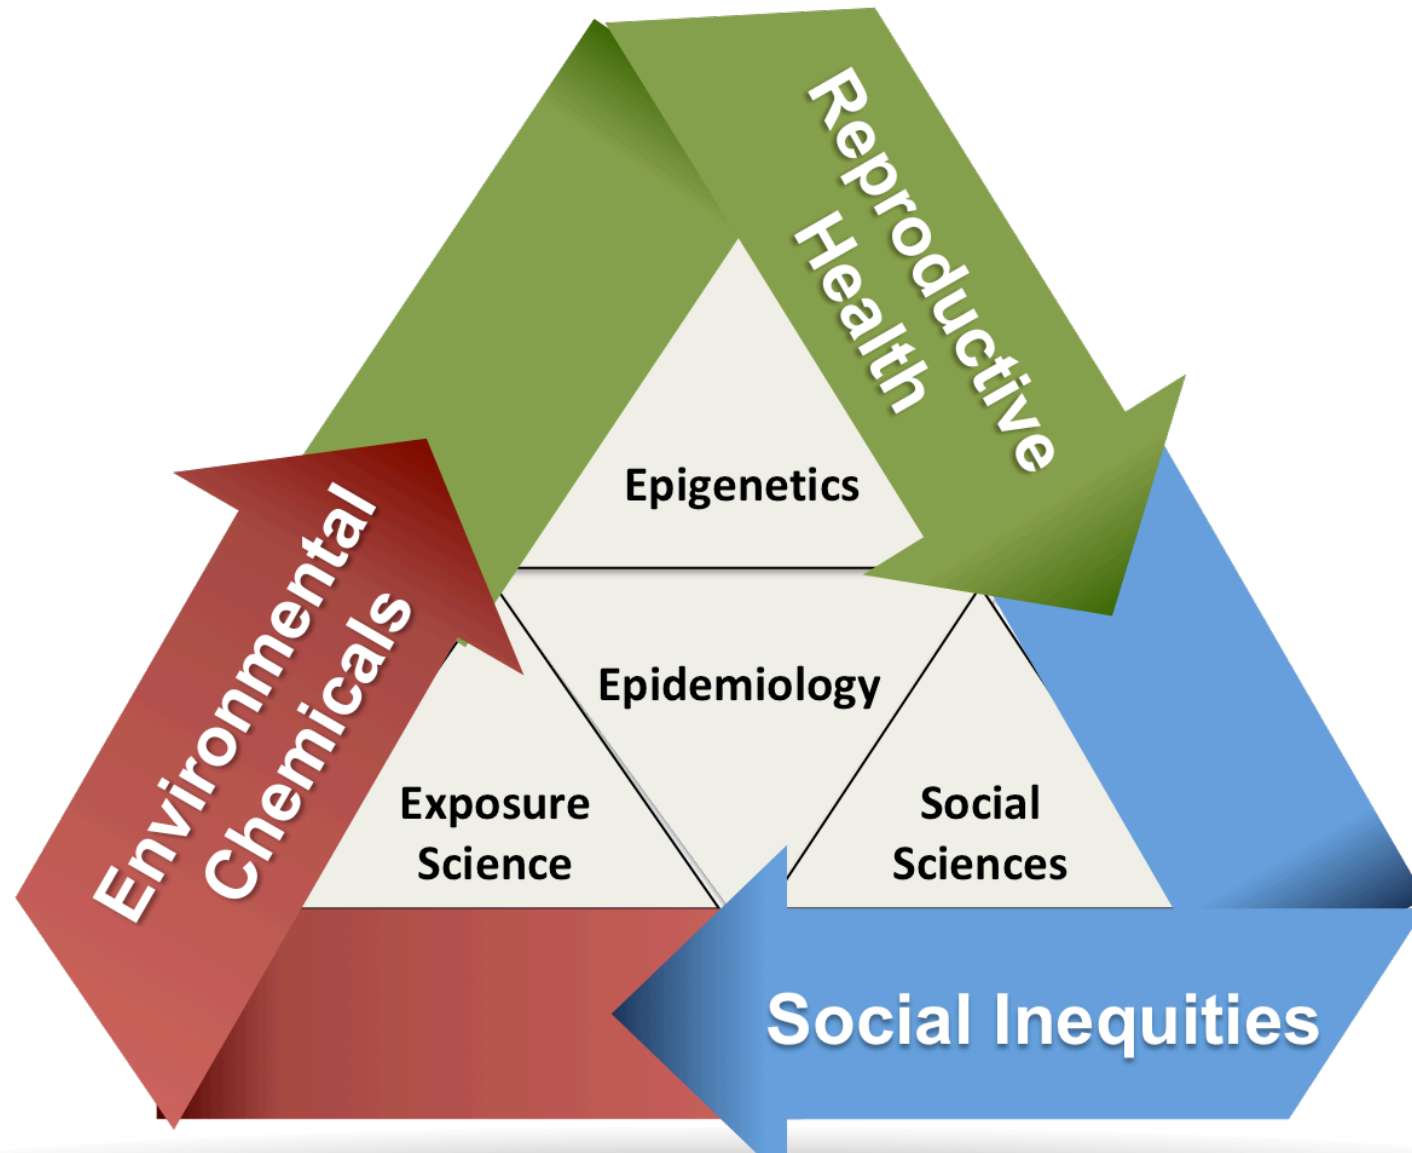 Reproductive
Health
Epigenetics
Environmental
Chemicals
Epidemiology
Exposure
Science
Social
Sciences
Social Inequities